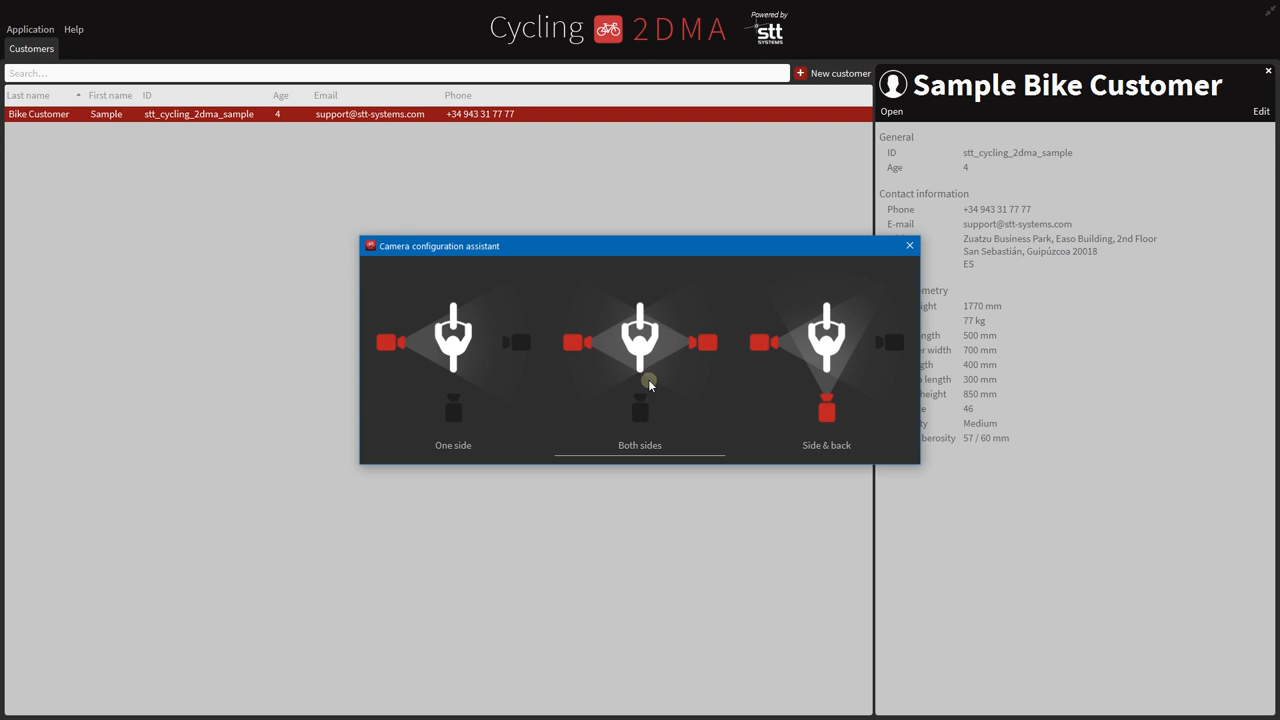 Application Help
Cycling 2DMA
Powered by
stt
SYSTEMS
Customers
Search...
New customer
Last name First name ID Age Email Phone
Bike Customer Sample stt_cycling_2dma_sample 4 support@stt-systems.com +34 943 31 77 77
Sample Bike Customer
Open Edit
General
ID stt_cycling_2dma_sample
Age 4
Contact information
Phone +34 943 31 77 77
E-mail support@stt-systems.com
Zuatzu Business Park, Easo Building, 2nd Floor
San Sebastián, Guipúzcoa 20018
ES
1770 mm
77 kg
500 mm
700 mm
400 mm
length 300 mm
height 850 mm
46
Medium
57 / 60 mm
Camera configuration assistant
One side
Both sides
Side & back